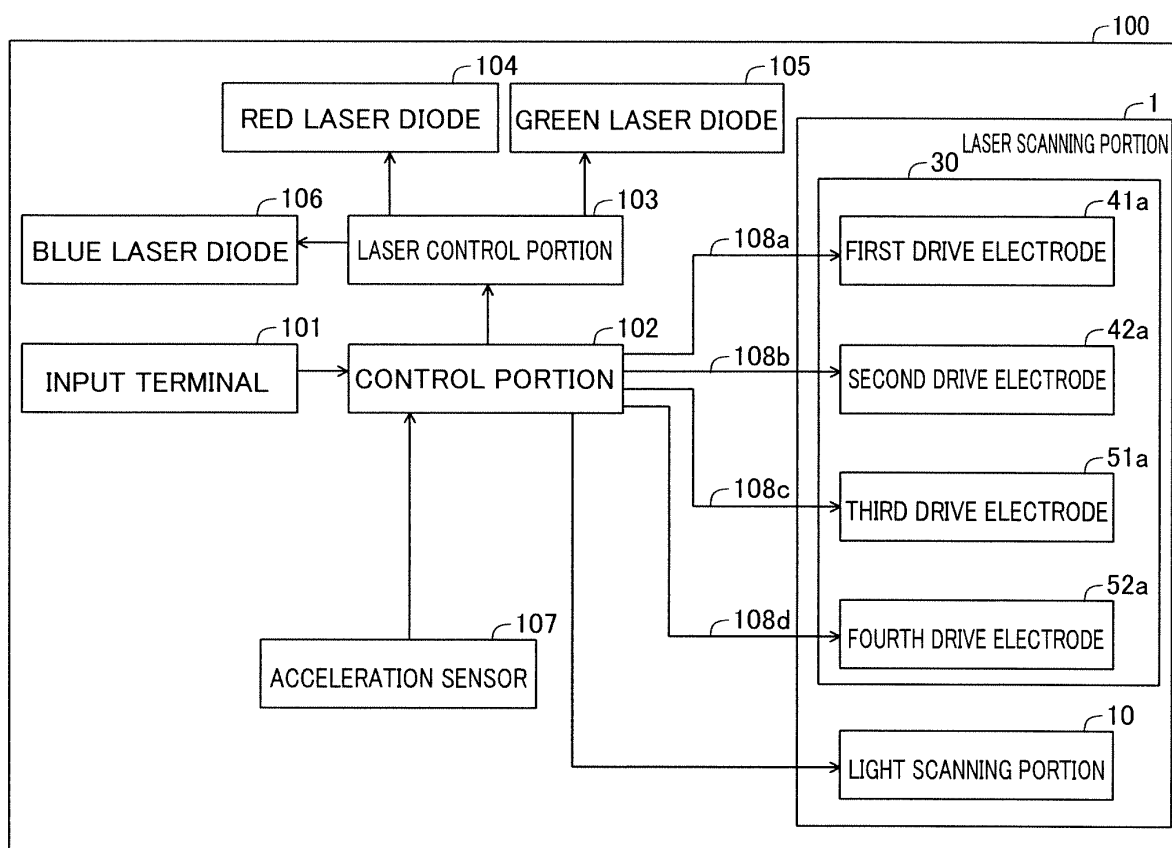 100
104
105
RED LASER DIODE
GREEN LASER DIODE
1
LASER SCANNING PORTION
30
106
103
41a
BLUE LASER DIODE
LASER CONTROL PORTION
108a
FIRST DRIVE ELECTRODE
101
102
42a
INPUT TERMINAL
CONTROL PORTION
108b
SECOND DRIVE ELECTRODE
51a
108c
THIRD DRIVE ELECTRODE
52a
107
108d
FOURTH DRIVE ELECTRODE
ACCELERATION SENSOR
10
LIGHT SCANNING PORTION